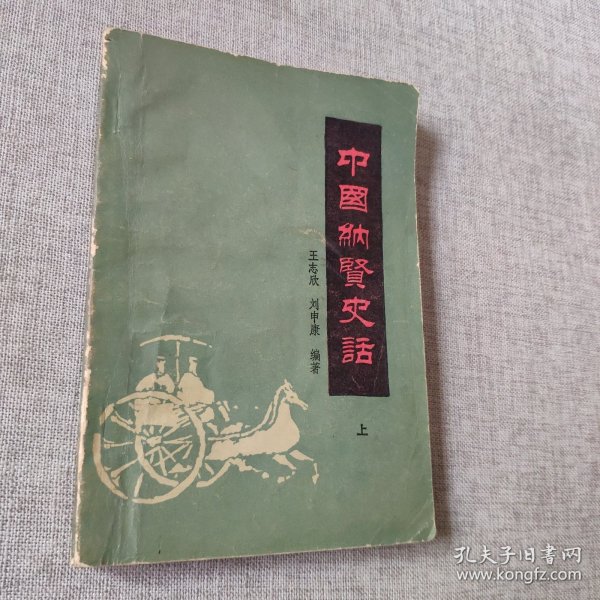 中國納賢史話
王志欣 刘申康 编著
上
孔夫子旧书网
www.kongfz.com